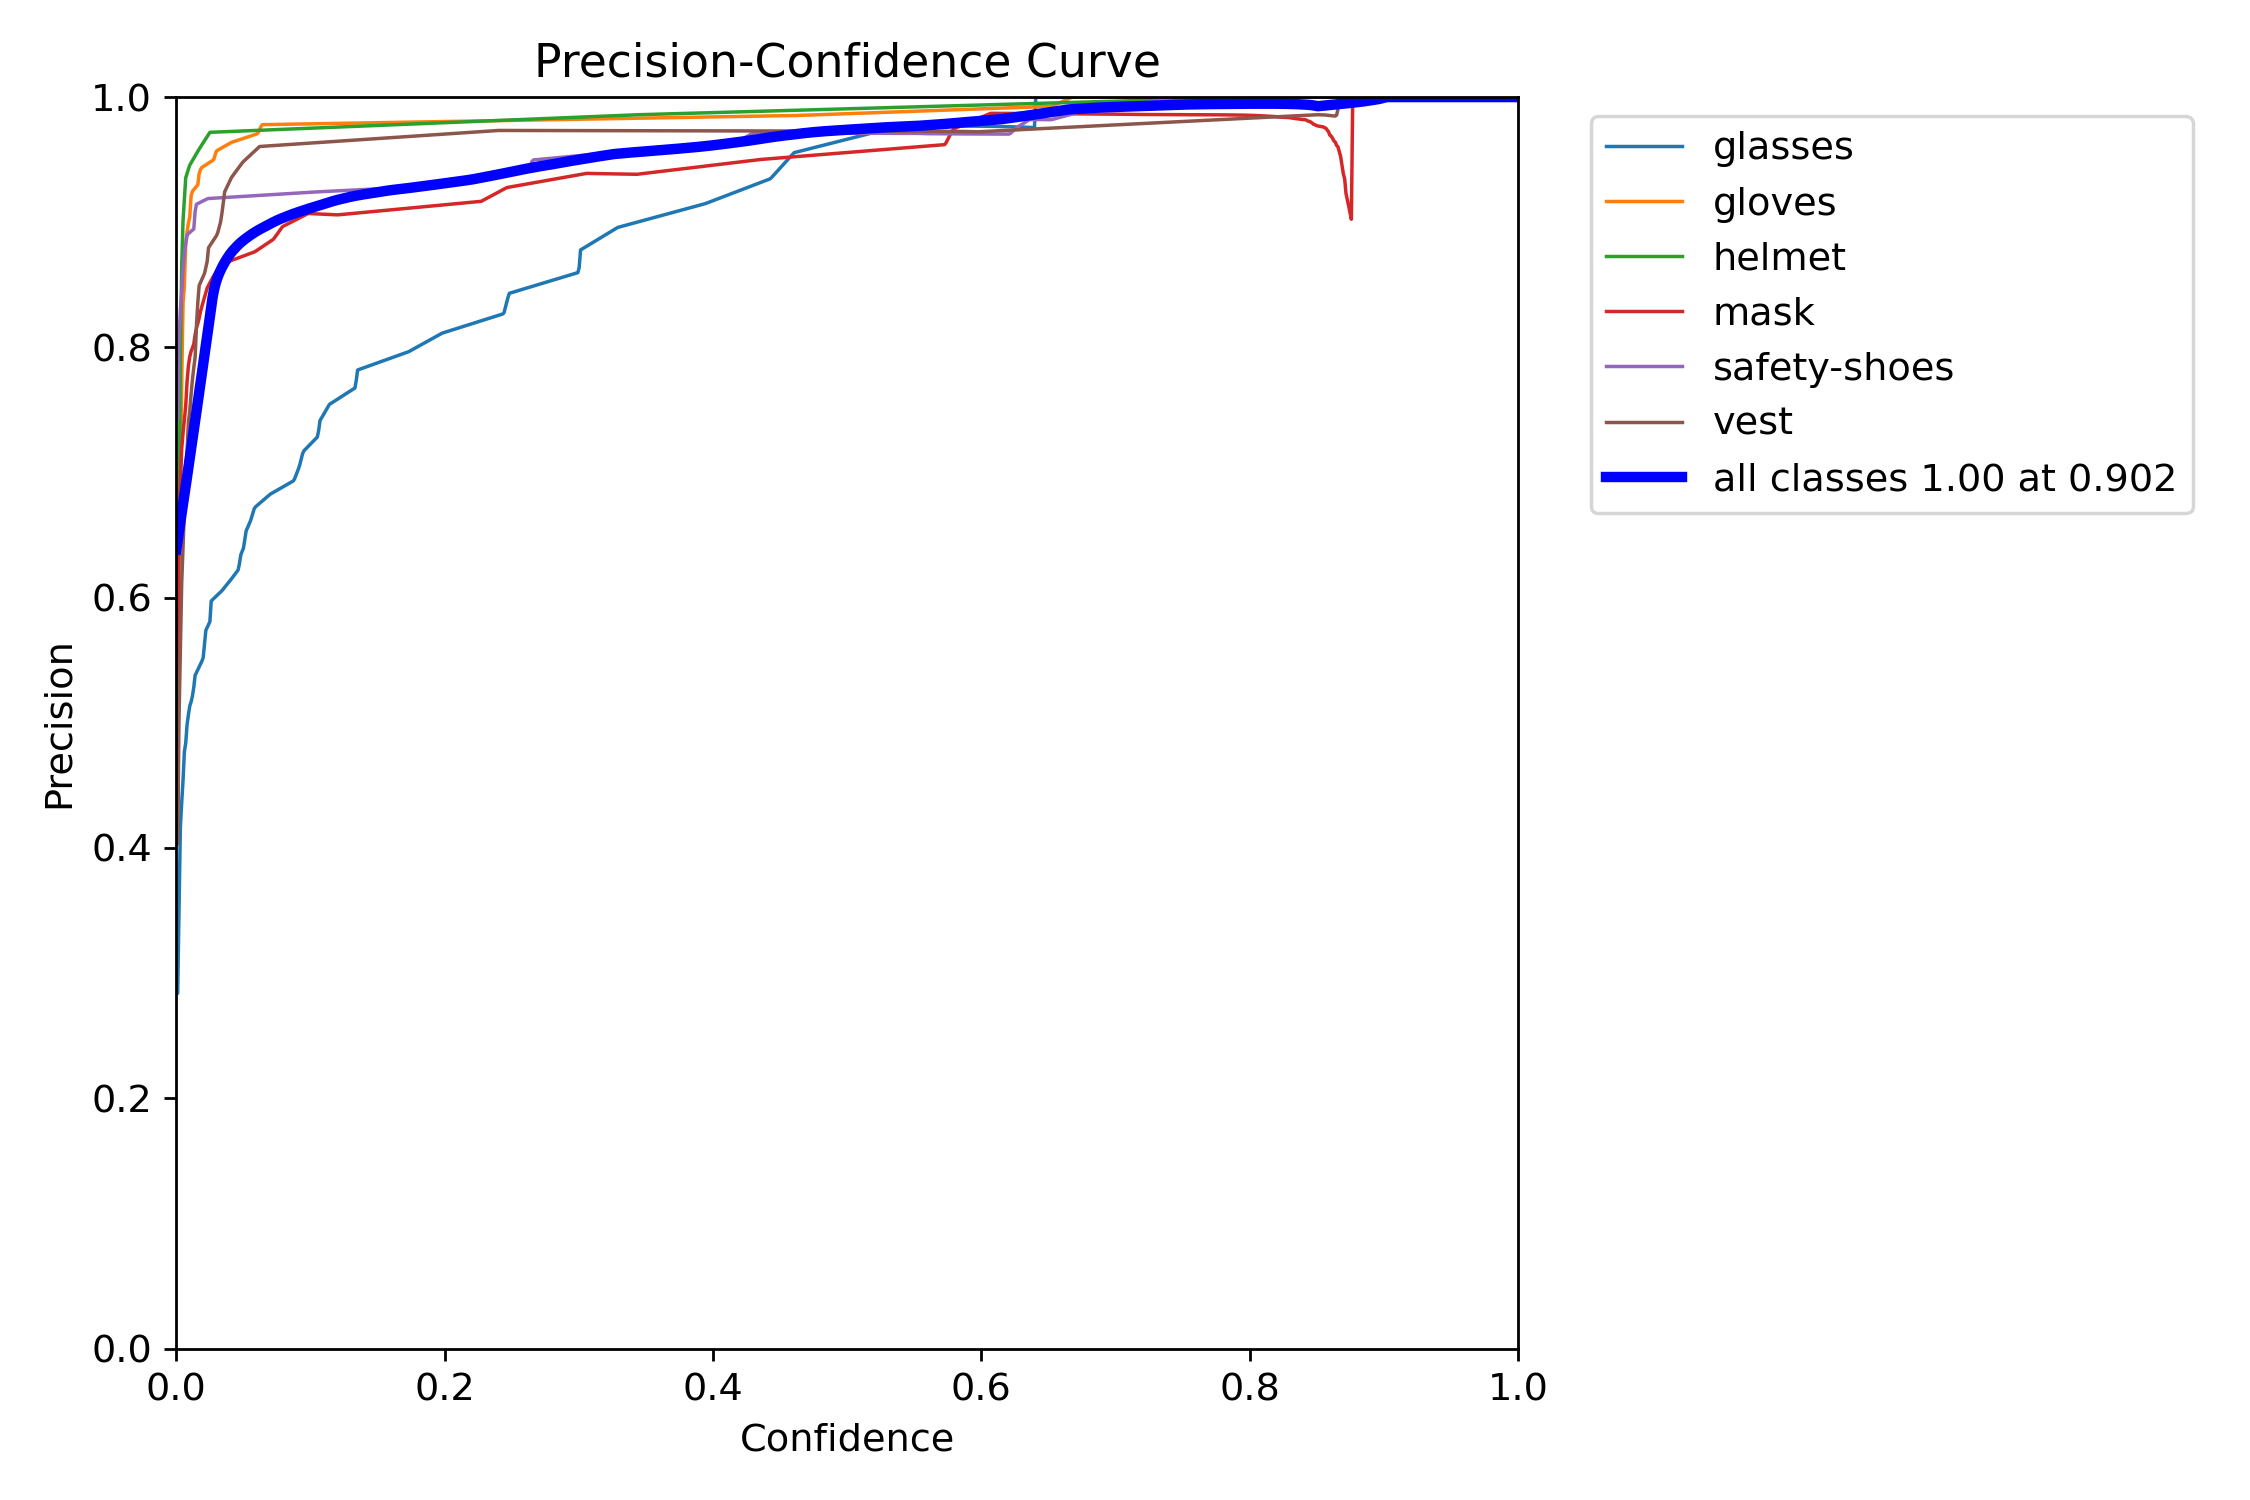 Precision-Confidence Curve
1.0
0.8
0.6
0.4
0.2
0.0
Precision
0.0 0.2 0.4 0.6 0.8 1.0
Confidence
glasses
gloves
helmet
mask
safety-shoes
vest
all classes 1.00 at 0.902